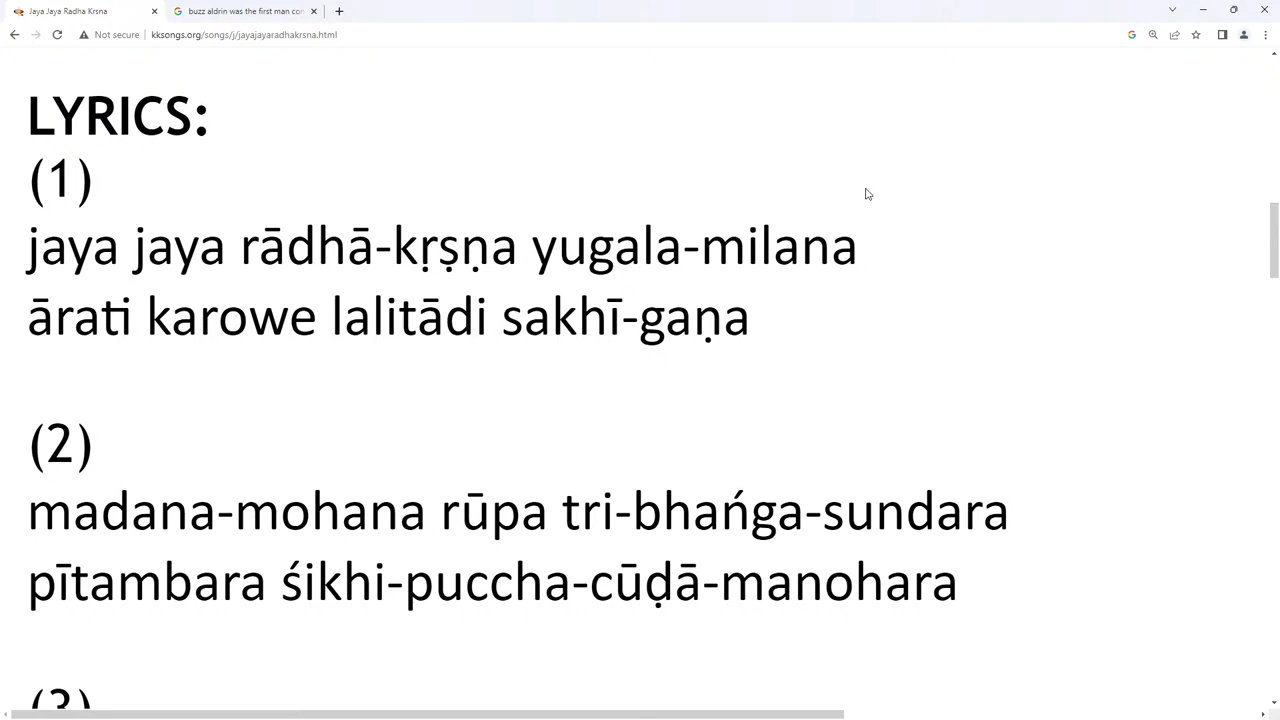 Jaya Jaya Radha Krsna
buzz aldrin was the first man con
Not secure
kksongs.org/songs/j/jayajayaradhakrsna.html
LYRICS:
(1)
jaya jaya rādhā-kṛṣṇa yugala-milana
ārati karowe lalitādi sakhī-gaṇa
(2)
madana-mohana rūpa tri-bhańga-sundara
pītambara śikhi-puccha-cūḍā-manohara
(3)